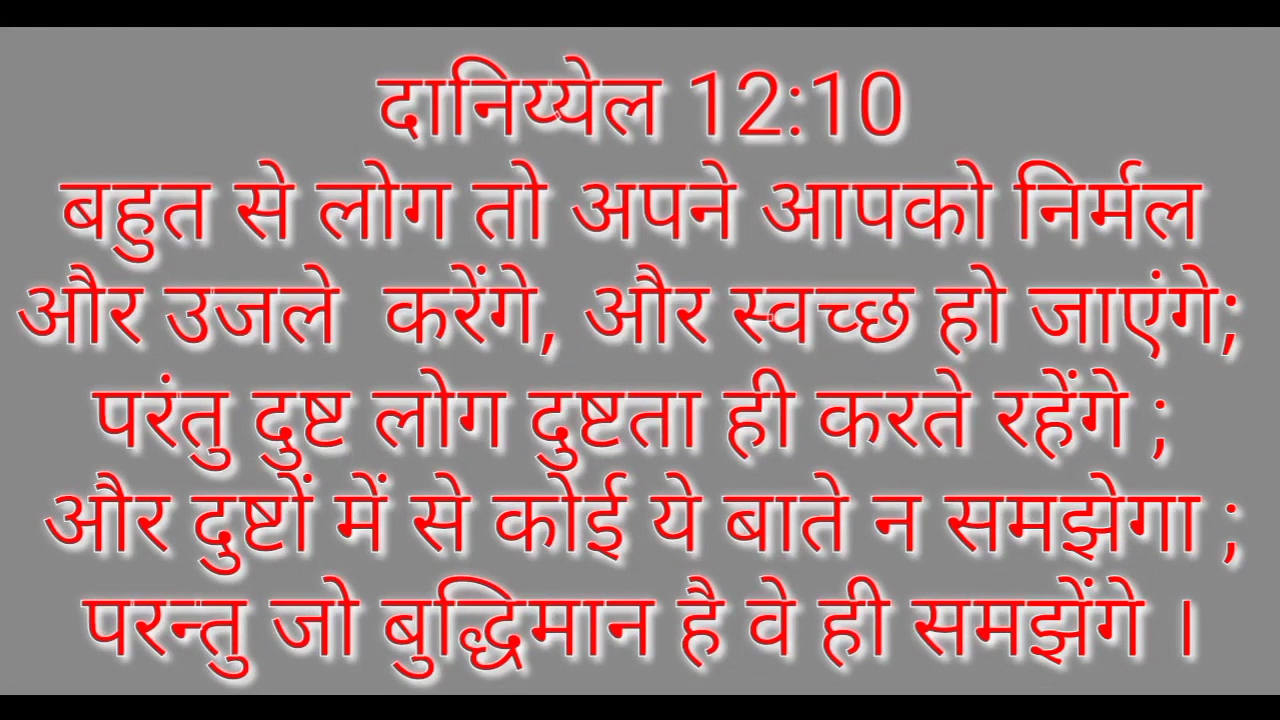 दानिय्येल 12:10
बहुत से लोग तो अपने आपको निर्मल
और उजले  करेंगे, और स्वच्छ हो जाएंगे;
परंतु दुष्ट लोग दुष्टता ही करते रहेंगे ;
और दुष्टों में से कोई ये बाते न समझेगा ;
परन्तु जो बुद्धिमान है वे ही समझेंगे ।